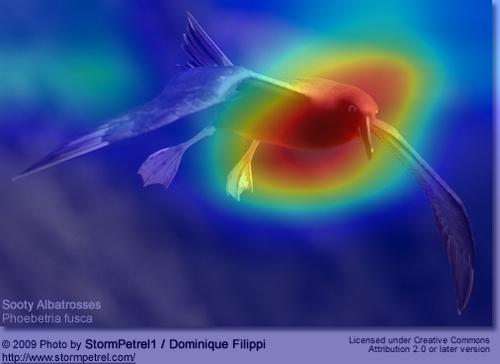 Sooty Albatrosses
Phoebetria fusca
© 2009 Photo by StormPetrel1 / Dominique Filippi
http://www.stormpetrel.com/
Licensed under Creative Commons
Attribution 2.0 or later version